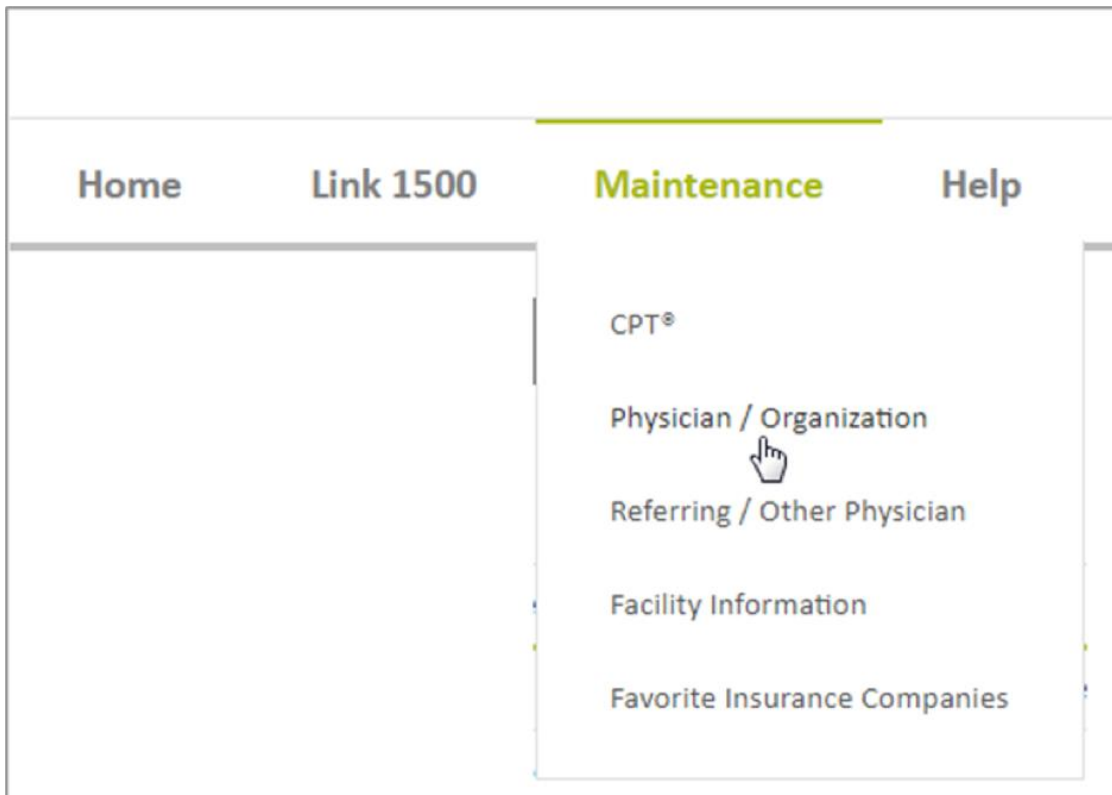 Home Link 1500 Maintenance Help
CPT®
Physician / Organization
Referring / Other Physician
Facility Information
Favorite Insurance Companies